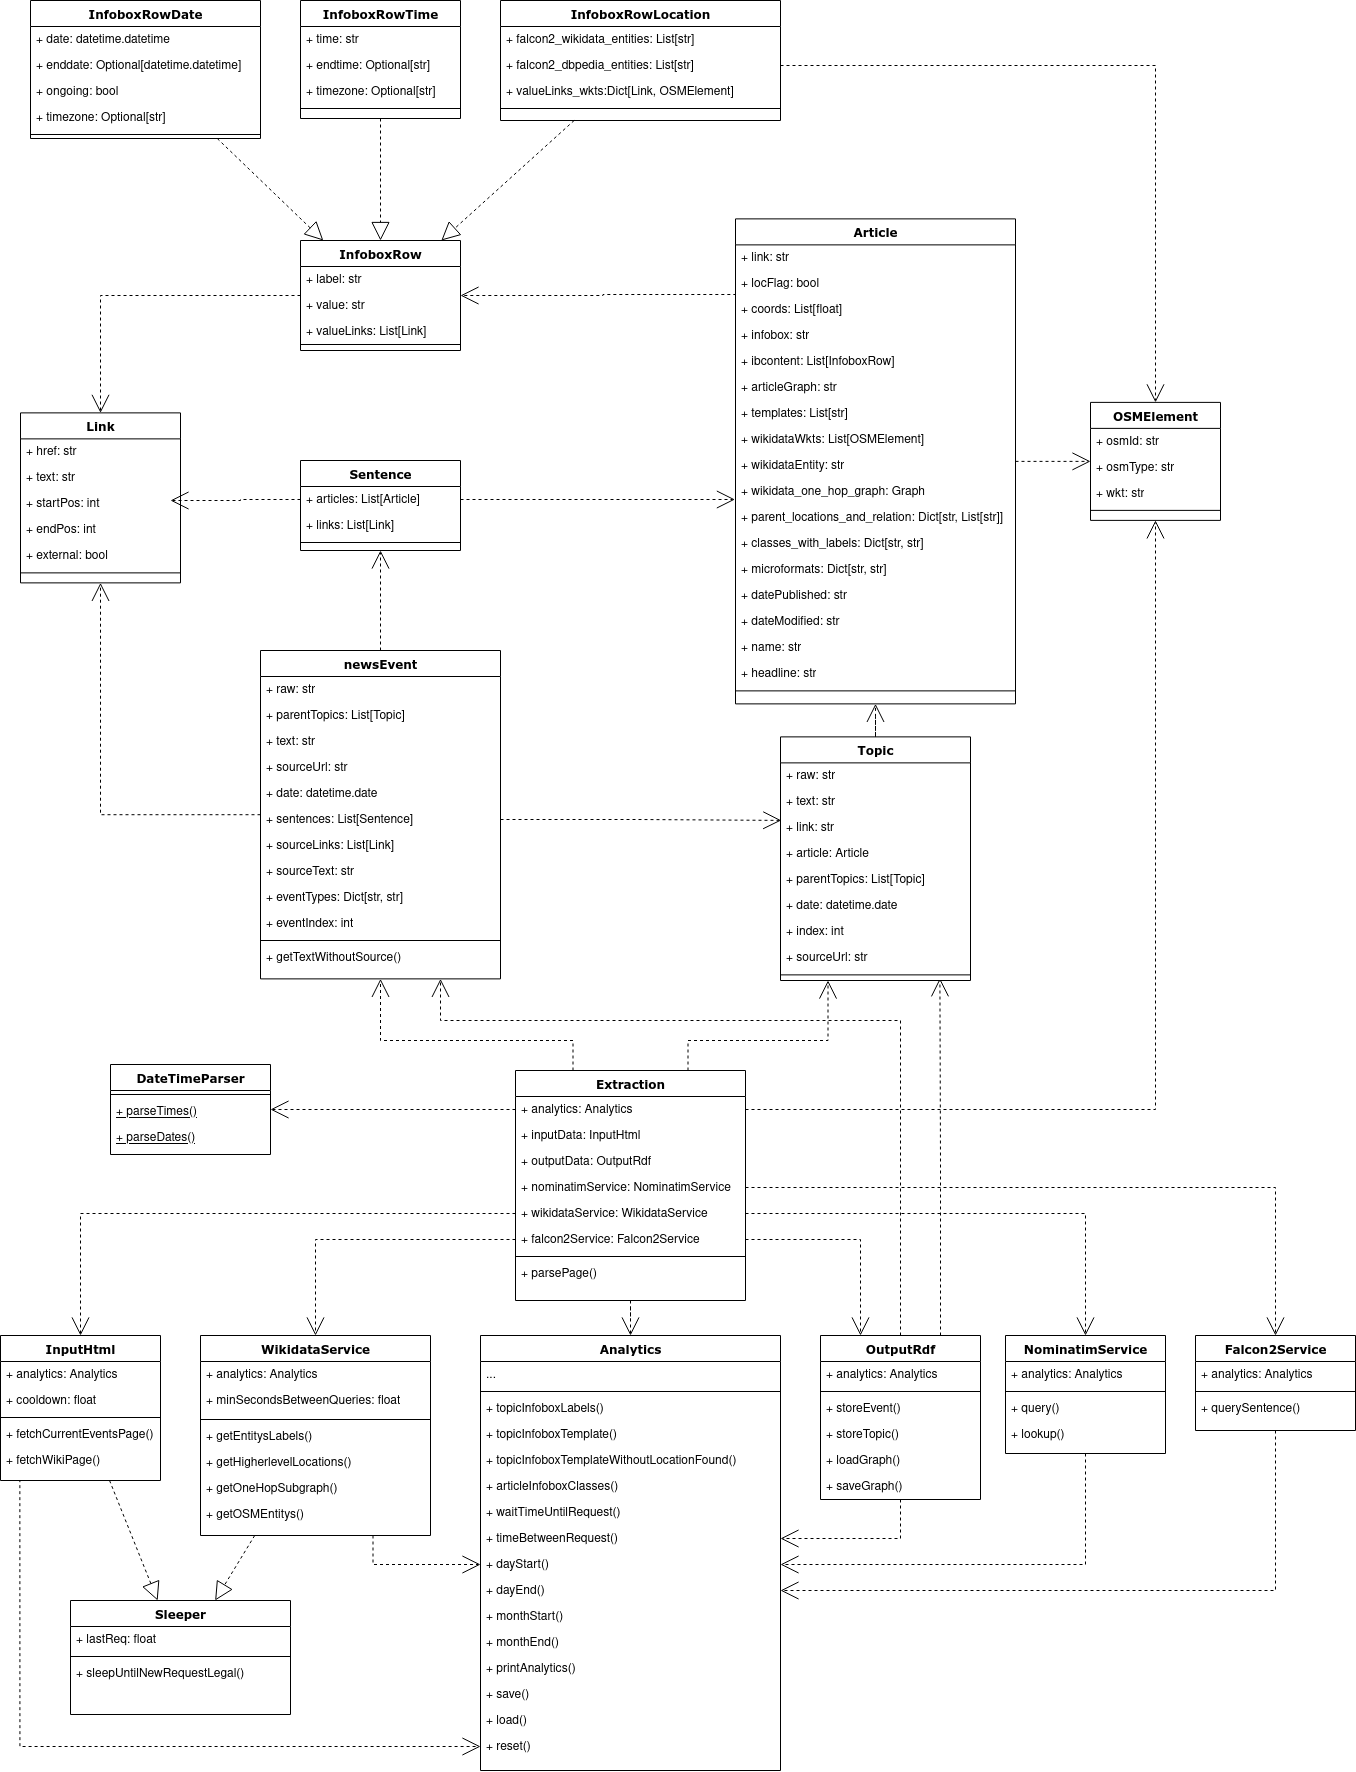 InfoboxRowDate
+ date: datetime.datetime
+ enddate: Optional[datetime.datetime]
+ ongoing: bool
+ timezone: Optional[str]
InfoboxRowTime
+ time: str
+ endtime: Optional[str]
+ timezone: Optional[str]
InfoboxRowLocation
+ falcon2_wikidata_entities: List[str]
+ falcon2_dbpedia_entities: List[str]
+ valueLinks_wkts:Dict[Link, OSMElement]
InfoboxRow
+ label: str
+ value: str
+ valueLinks: List[Link]
Article
+ link: str
+ locFlag: bool
+ coords: List[float]
+ infobox: str
+ ibcontent: List[InfoboxRow]
+ articleGraph: str
+ templates: List[str]
+ wikidataWkts: List[OSMElement]
+ wikidataEntity: str
+ wikidata_one_hop_graph: Graph
+ parent_locations_and_relation: Dict[str, List[str]]
+ classes_with_labels: Dict[str, str]
+ microformats: Dict[str, str]
+ datePublished: str
+ dateModified: str
+ name: str
+ headline: str
OSMElement
+ osmId: str
+ osmType: str
+ wkt: str
Link
+ href: str
+ text: str
+ startPos: int
+ endPos: int
+ external: bool
Sentence
+ articles: List[Article]
+ links: List[Link]
newsEvent
+ raw: str
+ parentTopics: List[Topic]
+ text: str
+ sourceUrl: str
+ date: datetime.date
+ sentences: List[Sentence]
+ sourceLinks: List[Link]
+ sourceText: str
+ eventTypes: Dict[str, str]
+ eventIndex: int
+ getTextWithoutSource()
Topic
+ raw: str
+ text: str
+ link: str
+ article: Article
+ parentTopics: List[Topic]
+ date: datetime.date
+ index: int
+ sourceUrl: str
DateTimeParser
+ parseTimes()
+ parseDates()
Extraction
+ analytics: Analytics
+ inputData: InputHtml
+ outputData: OutputRdf
+ nominatimService: NominatimService
+ wikidataService: WikidataService
+ falcon2Service: Falcon2Service
+ parsePage()
InputHtml
+ analytics: Analytics
+ cooldown: float
+ fetchCurrentEventsPage()
+ fetchWikiPage()
WikidataService
+ analytics: Analytics
+ minSecondsBetweenQueries: float
+ getEntitysLabels()
+ getHigherlevelLocations()
+ getOneHopSubgraph()
+ getOSMEntitys()
Analytics
...
+ topicInfoboxLabels()
+ topicInfoboxTemplate()
+ topicInfoboxTemplateWithoutLocationFound()
+ articleInfoboxClasses()
+ waitTimeUntilRequest()
+ timeBetweenRequest()
+ dayStart()
+ dayEnd()
+ monthStart()
+ monthEnd()
+ printAnalytics()
+ save()
+ load()
+ reset()
OutputRdf
+ analytics: Analytics
+ storeEvent()
+ storeTopic()
+ loadGraph()
+ saveGraph()
NominatimService
+ analytics: Analytics
+ query()
+ lookup()
Falcon2Service
+ analytics: Analytics
+ querySentence()
Sleeper
+ lastReq: float
+ sleepUntilNewRequestLegal()